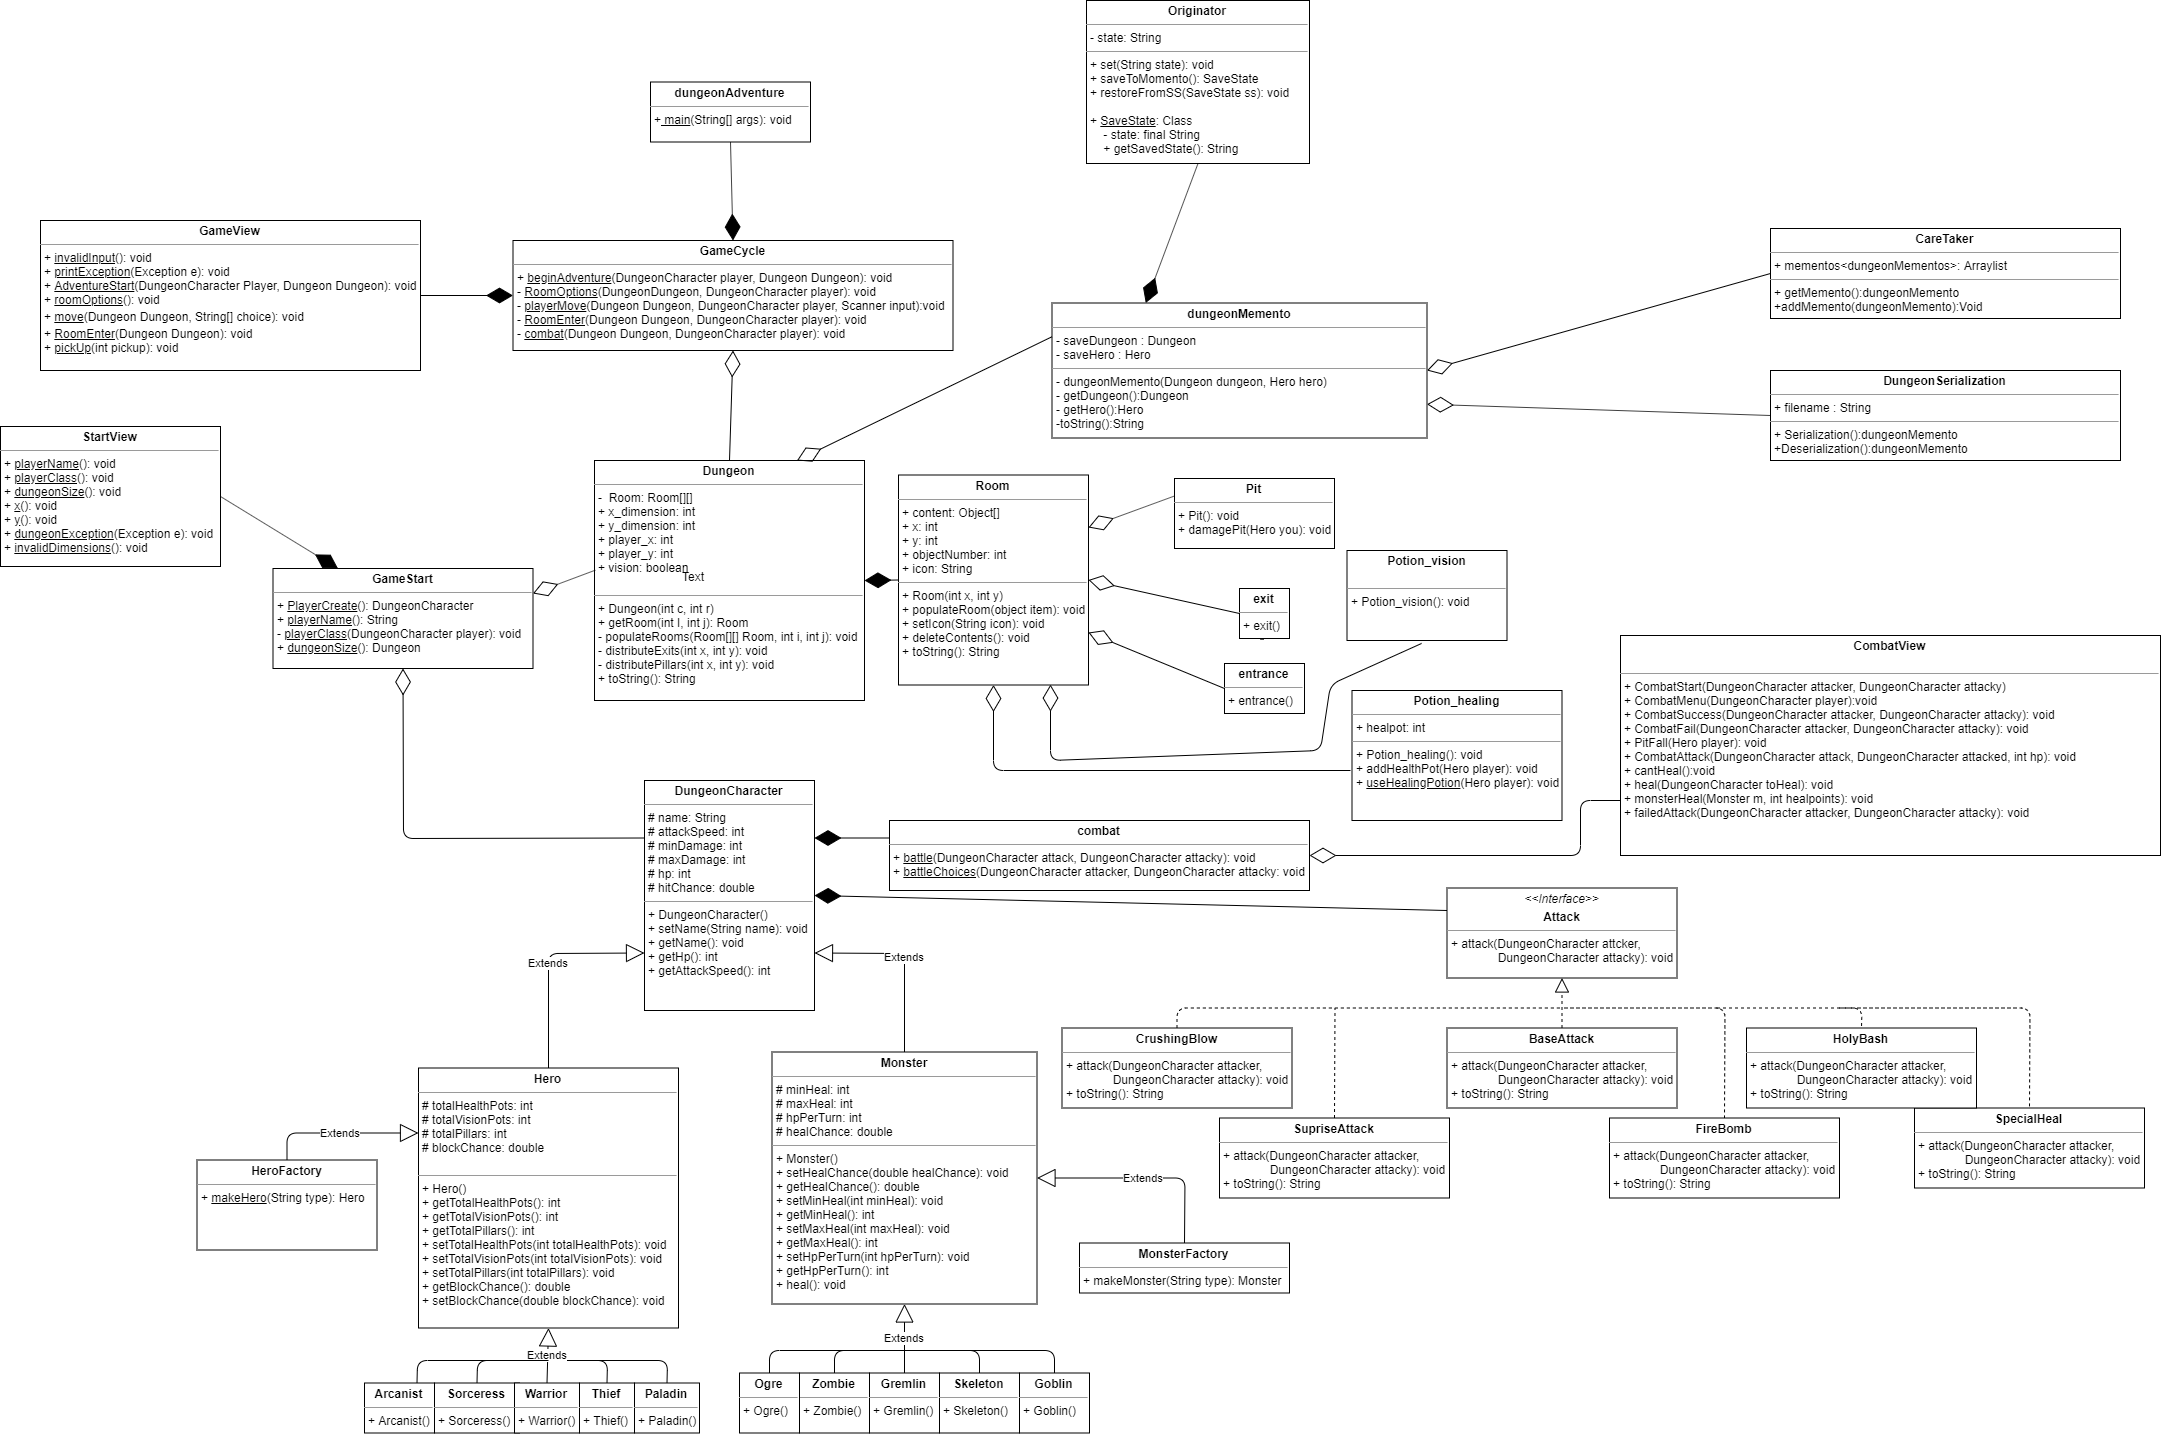 Originator
- state: String
+ set(String state): void
+ saveToMomento(): SaveState
+ restoreFromSS(SaveState ss): void
+ SaveState: Class
- state: final String
+ getSavedState(): String
dungeonAdventure
+ main(String[] args): void
GameView
+ invalidInput(): void
+ printException(Exception e): void
+ AdventureStart(DungeonCharacter Player, Dungeon Dungeon): void
+ roomOptions(): void
+ move(Dungeon Dungeon, String[] choice): void
+ RoomEnter(Dungeon Dungeon): void
+ pickUp(int pickup): void
GameCycle
+ beginAdventure(DungeonCharacter player, Dungeon Dungeon): void
- RoomOptions(DungeonDungeon, DungeonCharacter player): void
- playerMove(Dungeon Dungeon, DungeonCharacter player, Scanner input):void
- RoomEnter(Dungeon Dungeon, DungeonCharacter player): void
- combat(Dungeon Dungeon, DungeonCharacter player): void
CareTaker
+ mementos<dungeonMementos>: Arraylist
+ getMemento():dungeonMemento
+addMemento(dungeonMemento):Void
dungeonMemento
- saveDungeon : Dungeon
- saveHero : Hero
- dungeonMemento(Dungeon dungeon, Hero hero)
- getDungeon():Dungeon
- getHero():Hero
-toString():String
DungeonSerialization
+ filename : String
+ Serialization():dungeonMemento
+Deserialization():dungeonMemento
StartView
+ playerName(): void
+ playerClass(): void
+ dungeonSize(): void
+ x(): void
+ y(): void
+ dungeonException(Exception e): void
+ invalidDimensions(): void
GameStart
+ PlayerCreate(): DungeonCharacter
+ playerName(): String
- playerClass(DungeonCharacter player): void
+ dungeonSize(): Dungeon
Dungeon
- Room: Room[][]
+ x_dimension: int
+ y_dimension: int
+ player_x: int
+ player_y: int
+ vision: boolean
Text
+ Dungeon(int c, int r)
+ getRoom(int I, int j): Room
- populateRooms(Room[][] Room, int i, int j): void
- distributeExits(int x, int y): void
- distributePillars(int x, int y): void
+ toString(): String
Room
+ content: Object[]
+ x: int
+ y: int
+ objectNumber: int
+ icon: String
+ Room(int x, int y)
+ populateRoom(object item): void
+ setIcon(String icon): void
+ deleteContents(): void
+ toString(): String
Pit
+ Pit(): void
+ damagePit(Hero you): void
exit
+ exit()
entrance
+ entrance()
Potion_vision
+ Potion_vision(): void
Potion_healing
+ healpot: int
+ Potion_healing(): void
+ addHealthPot(Hero player): void
+ useHealingPotion(Hero player): void
CombatView
+ CombatStart(DungeonCharacter attacker, DungeonCharacter attacky)
+ CombatMenu(DungeonCharacter player):void
+ CombatSuccess(DungeonCharacter attacker, DungeonCharacter attacky): void
+ CombatFail(DungeonCharacter attacker, DungeonCharacter attacky): void
+ PitFall(Hero player): void
+ CombatAttack(DungeonCharacter attack, DungeonCharacter attacked, int hp): void
+ cantHeal():void
+ heal(DungeonCharacter toHeal): void
+ monsterHeal(Monster m, int healpoints): void
+ failedAttack(DungeonCharacter attacker, DungeonCharacter attacky): void
DungeonCharacter
# name: String
# attackSpeed: int
# minDamage: int
# maxDamage: int
# hp: int
# hitChance: double
+ DungeonCharacter()
+ setName(String name): void
+ getName(): void
+ getHp(): int
+ getAttackSpeed(): int
combat
+ battle(DungeonCharacter attack, DungeonCharacter attacky): void
+ battleChoices(DungeonCharacter attacker, DungeonCharacter attacky: void
<<Interface>>
Attack
+ attack(DungeonCharacter attcker,
DungeonCharacter attacky): void
Extends
Extends
CrushingBlow
+ attack(DungeonCharacter attacker,
DungeonCharacter attacky): void
+ toString(): String
BaseAttack
+ attack(DungeonCharacter attacker,
DungeonCharacter attacky): void
+ toString(): String
HolyBash
+ attack(DungeonCharacter attacker,
DungeonCharacter attacky): void
+ toString(): String
SupriseAttack
+ attack(DungeonCharacter attacker,
DungeonCharacter attacky): void
+ toString(): String
FireBomb
+ attack(DungeonCharacter attacker,
DungeonCharacter attacky): void
+ toString(): String
SpecialHeal
+ attack(DungeonCharacter attacker,
DungeonCharacter attacky): void
+ toString(): String
Hero
# totalHealthPots: int
# totalVisionPots: int
# totalPillars: int
# blockChance: double
+ Hero()
+ getTotalHealthPots(): int
+ getTotalVisionPots(): int
+ getTotalPillars(): int
+ setTotalHealthPots(int totalHealthPots): void
+ setTotalVisionPots(int totalVisionPots): void
+ setTotalPillars(int totalPillars): void
+ getBlockChance(): double
+ setBlockChance(double blockChance): void
Extends
HeroFactory
+ makeHero(String type): Hero
Monster
# minHeal: int
# maxHeal: int
# hpPerTurn: int
# healChance: double
+ Monster()
+ setHealChance(double healChance): void
+ getHealChance(): double
+ setMinHeal(int minHeal): void
+ getMinHeal(): int
+ setMaxHeal(int maxHeal): void
+ getMaxHeal(): int
+ setHpPerTurn(int hpPerTurn): void
+ getHpPerTurn(): int
+ heal(): void
Extends
MonsterFactory
+ makeMonster(String type): Monster
Extends
Arcanist
+ Arcanist()
Sorceress
+ Sorceress()
Warrior
+ Warrior()
Thief
+ Thief()
Paladin
+ Paladin()
Extends
Ogre
+ Ogre()
Zombie
+ Zombie()
Gremlin
+ Gremlin()
Skeleton
+ Skeleton()
Goblin
+ Goblin()